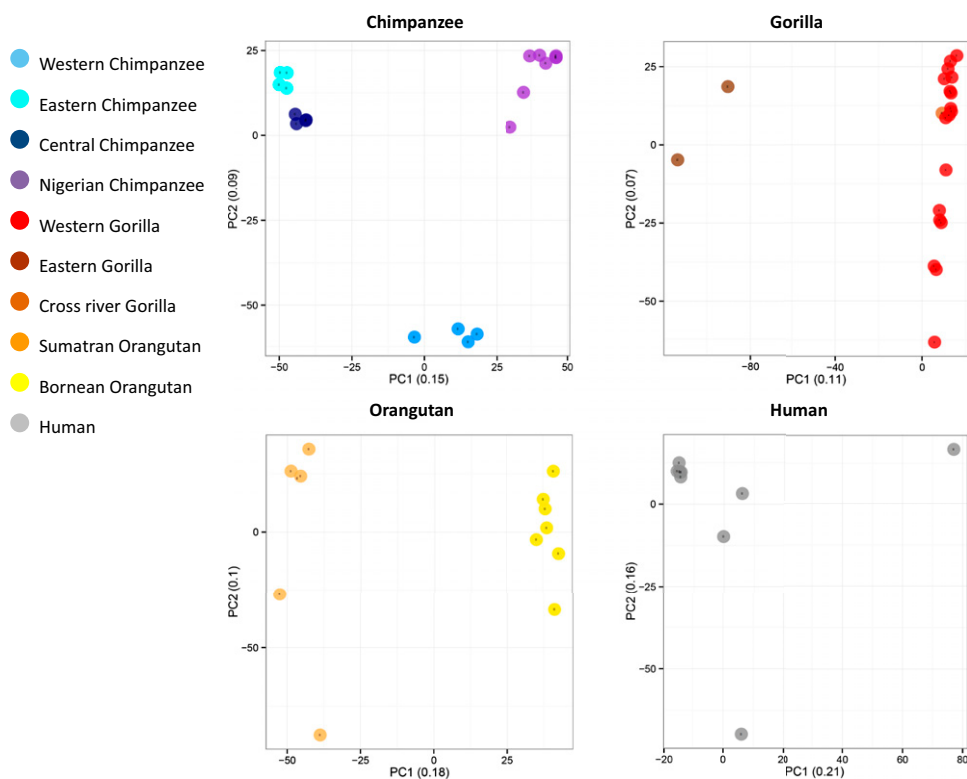 Chimpanzee
Gorilla
Western Chimpanzee
Eastern Chimpanzee
Central Chimpanzee
Nigerian Chimpanzee
Western Gorilla
Eastern Gorilla
Cross river Gorilla
Sumatran Orangutan
Bornean Orangutan
Human
25
0
−25
−50
PC2 (0.09)
−50
−25
0
25
50
PC1 (0.15)
25
0
−25
−50
PC2 (0.07)
−80
−40
0
PC1 (0.11)
Orangutan
Human
0
−50
PC2 (0.1)
−50
−25
0
25
PC1 (0.18)
0
−25
−50
PC2 (0.16)
−20
0
20
40
60
80
PC1 (0.21)